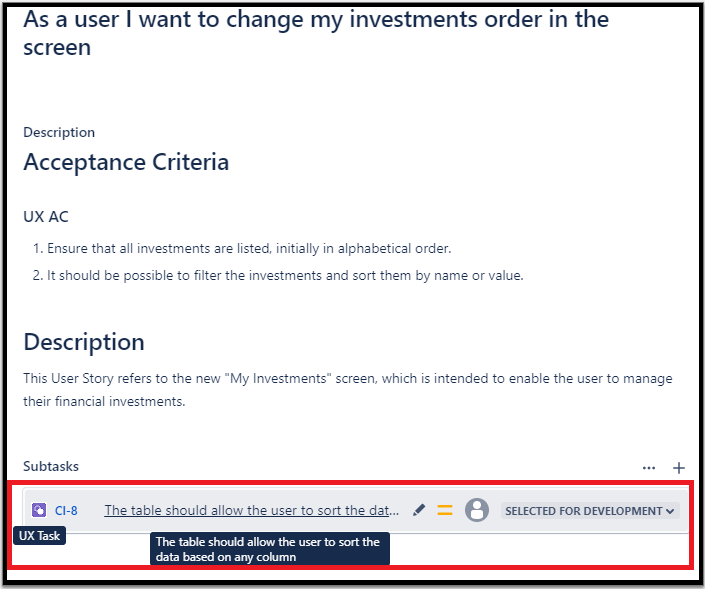 As a user I want to change my investments order in the
screen
Description
Acceptance Criteria
UX AC
1. Ensure that all investments are listed, initially in alphabetical order.
2. It should be possible to filter the investments and sort them by name or value.
Description
This User Story refers to the new "My Investments" screen, which is intended to enable the user to manage
their financial investments.
Subtasks
CI-8 The table should allow the user to sort the dat... SELECTED FOR DEVELOPMENT
UX Task
The table should allow the user to sort the
data based on any column